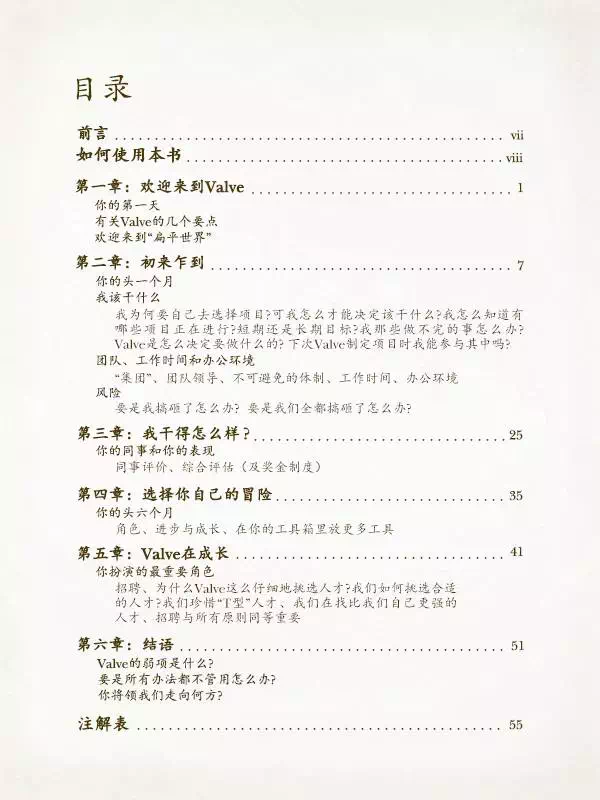 目录
前言 vii
如何使用本书 viii
第一章：欢迎来到Valve 1
你的第一天
有关Valve的几个要点
欢迎来到“扁平世界”
第二章：初来乍到 7
你的头一个月
我该干什么
我为何要自己去选择项目?可我怎么才能决定该干什么?我怎么知道有
哪些项目正在进行?短期还是长期目标?我那些做不完的事怎么办?
Valve是怎么决定要做什么的? 下次Valve制定项目时我能参与其中吗?
团队、工作时间和办公环境
“集团”、团队领导、不可避免的体制、工作时间、办公环境
风险
要是我搞砸了怎么办? 要是我们全都搞砸了怎么办?
第三章：我干得怎么样? 25
你的同事和你的表现
同事评价、综合评估（及奖金制度）
第四章：选择你自己的冒险 35
你的头六个月
角色、进步与成长、在你的工具箱里放更多工具
第五章：Valve在成长 41
你扮演的最重要角色
招聘、为什么Valve这么仔细地挑选人才?我们如何挑选合适
的人才?我们珍惜“T型”人才、我们在找比我们自己更强的
人才、招聘与所有原则同等重要
第六章：结语 51
Valve的弱项是什么?
要是所有办法都不管用怎么办?
你将领我们走向何方?
注解表 55